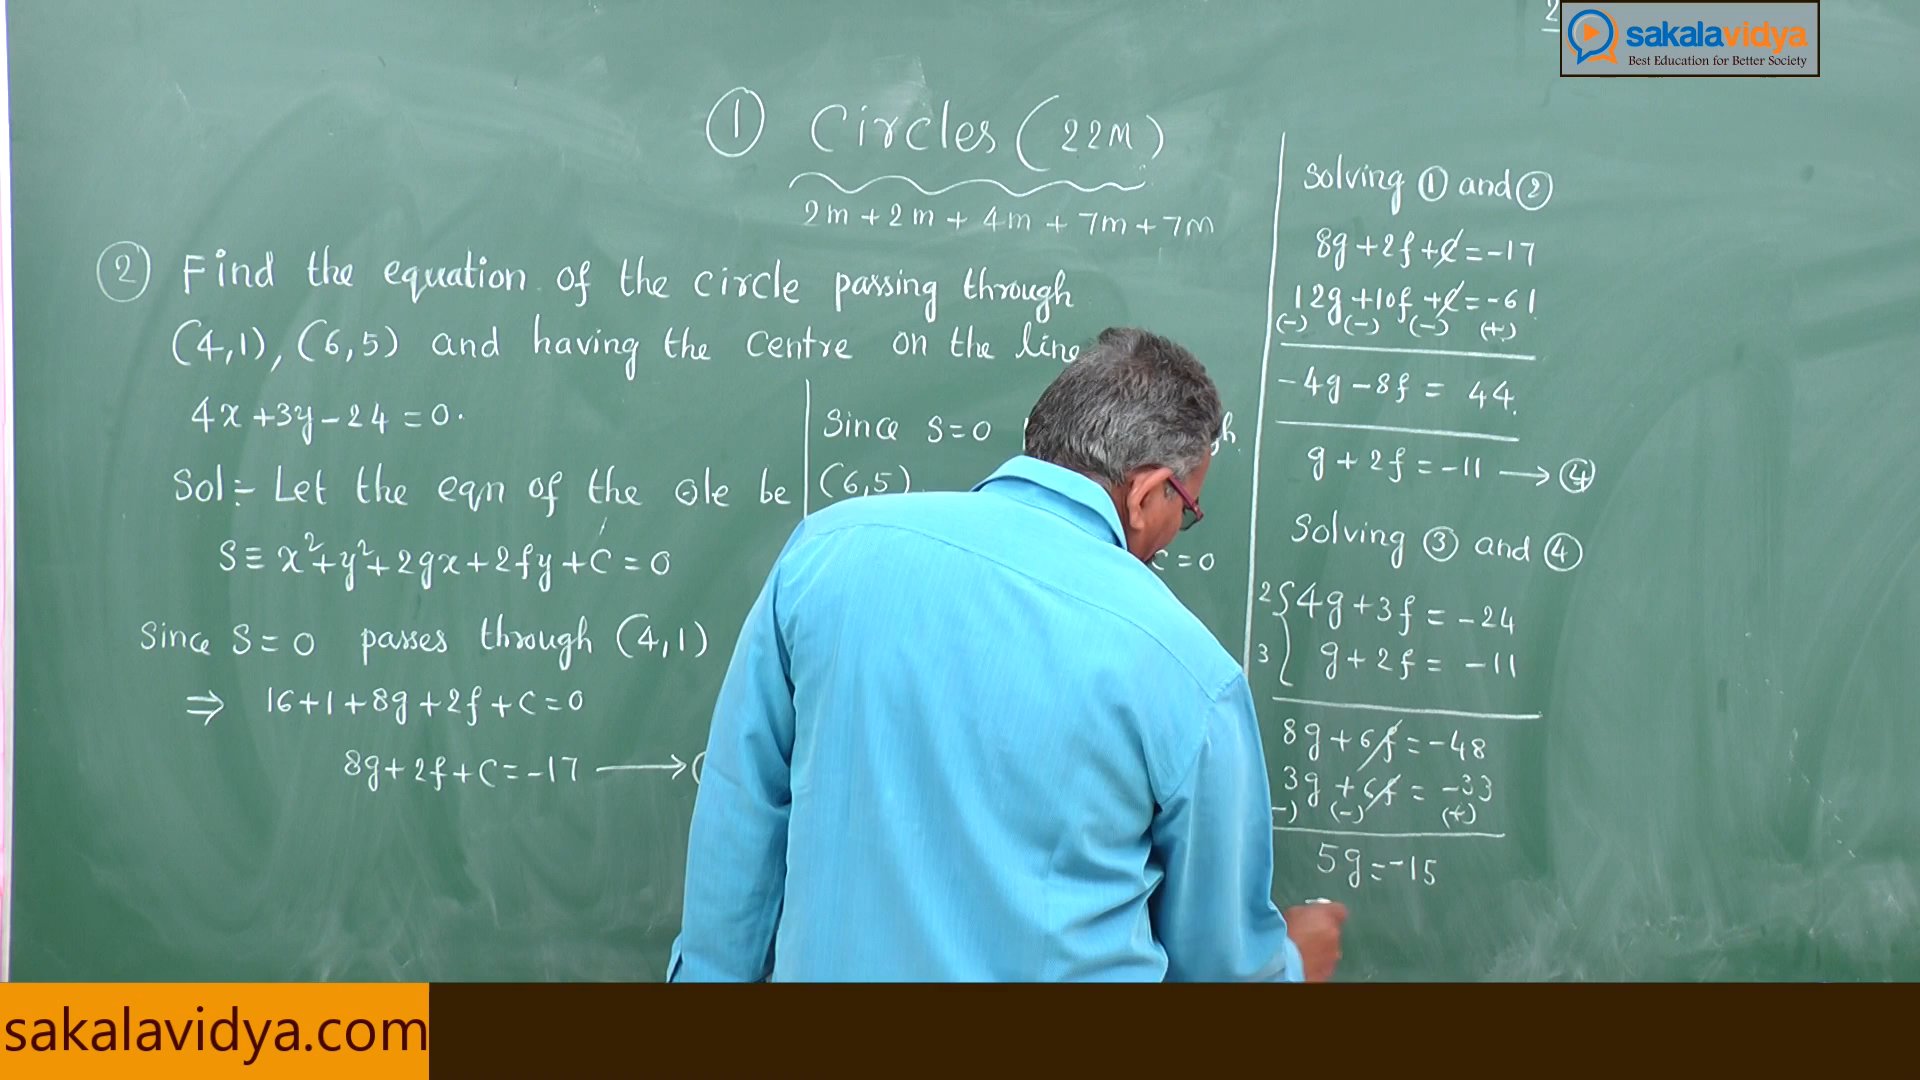 2
sakalavidya
Best Education for Better Society
① Circles (22M)
2m+2m+4m+7m+7m
② Find the equation of the circle passing through
(4,1), (6,5) and having the centre on the line
4x+3y-24=0.
Sol:- Let the eqn of the ⊙le be
S≡ x²+y²+2gx+2fy+c=0
Since S=0 passes through (4,1)
⇒ 16+1+8g+2f+c=0
8g+2f+c=-17 ⟶
Since S=0
(6,5)
c=0
Solving ① and ②
8g+2f+c=-17
12g+10f+c=-61
(-) (-) (-) (+)
-4g-8f = 44.
g+2f=-11 ⟶ ④
Solving ③ and ④
2 4g+3f=-24
3 g+2f= -11
8g+6f=-48
3g+6f=-33
-) (-) (+)
5g=-15
sakalavidya.com